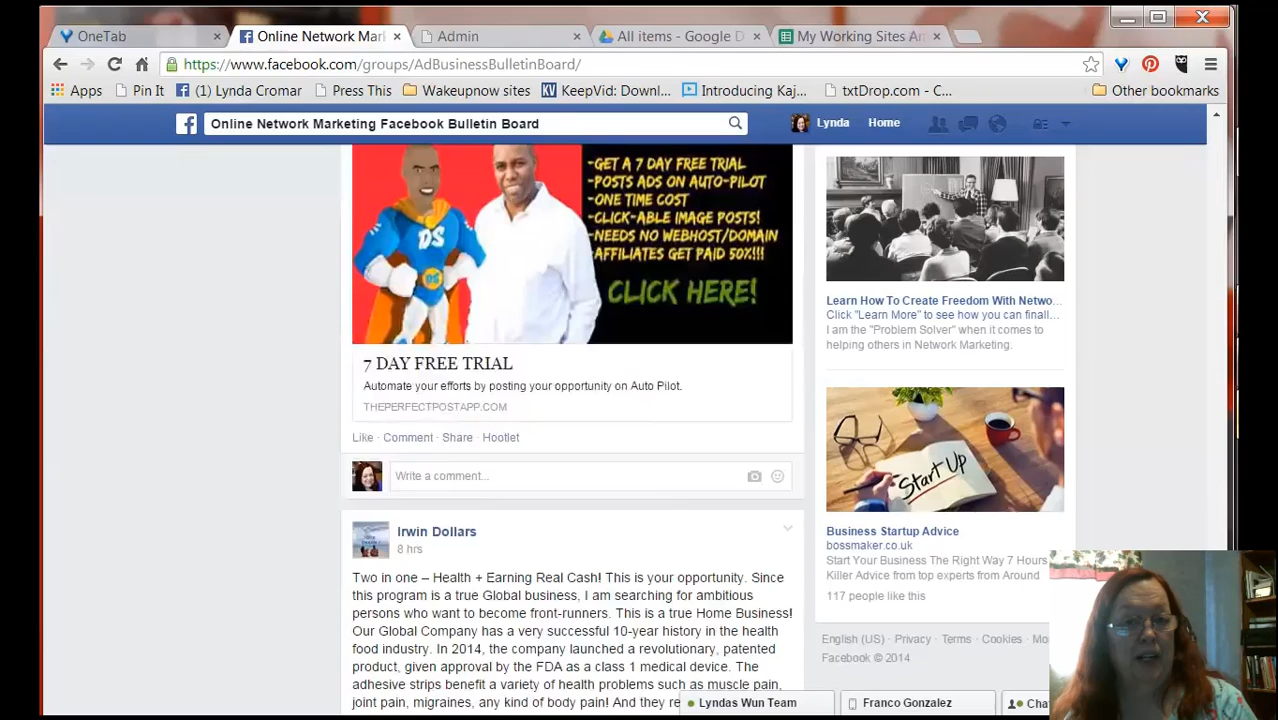 OneTab
Online Network Mar
Admin
All items - Google D
My Working Sites Am
https://www.facebook.com/groups/AdBusinessBulletinBoard/
Apps
Pin It
(1) Lynda Cromar
Press This
Wakeupnow sites
KV
KeepVid: Downl...
Introducing Kaj...
txtDrop.com - C...
Other bookmarks
Online Network Marketing Facebook Bulletin Board
Lynda
Home
-GET A 7 DAY FREE TRIAL
-POSTS ADS ON AUTO-PILOT
-ONE TIME COST
-CLICK-ABLE IMAGE POSTS!
-NEEDS NO WEBHOST/DOMAIN
-AFFILIATES GET PAID 50%!!!
CLICK HERE!
DS
DS
7 DAY FREE TRIAL
Automate your efforts by posting your opportunity on Auto Pilot.
THEPERFECTPOSTAPP.COM
Like · Comment · Share · Hootlet
Write a comment...
Irwin Dollars
8 hrs
Two in one – Health + Earning Real Cash! This is your opportunity. Since
this program is a true Global business, I am searching for ambitious
persons who want to become front-runners. This is a true Home Business!
Our Global Company has a very successful 10-year history in the health
food industry. In 2014, the company launched a revolutionary, patented
product, given approval by the FDA as a class 1 medical device. The
adhesive strips benefit a variety of health problems such as muscle pain,
joint pain, migraines, any kind of body pain! And they re
Learn How To Create Freedom With Netwo...
Click "Learn More" to see how you can finall...
I am the "Problem Solver" when it comes to
helping others in Network Marketing.
Start Up
Business Startup Advice
bossmaker.co.uk
Start Your Business The Right Way 7 Hours
Killer Advice from top experts from Around
117 people like this
English (US) · Privacy · Terms · Cookies · Mo
Facebook © 2014
Lyndas Wun Team
Franco Gonzalez
Cha